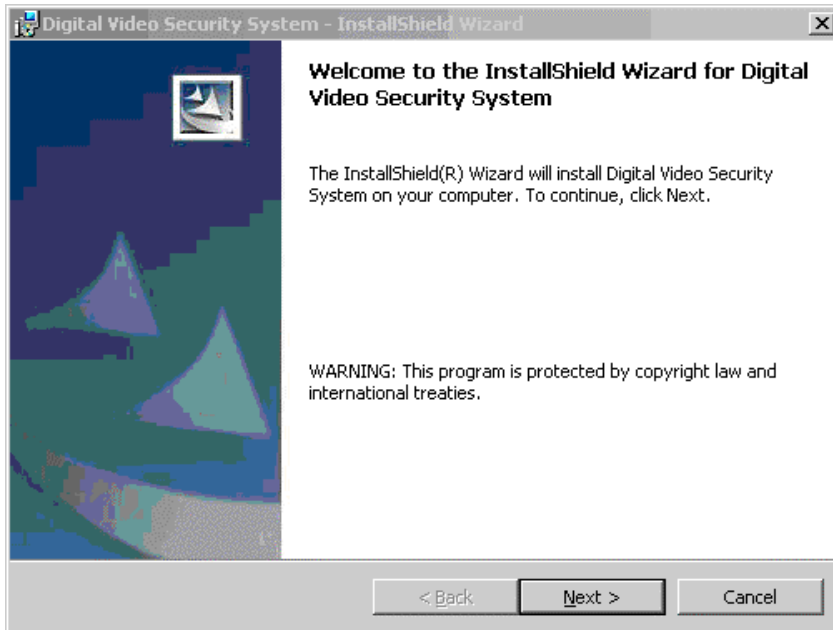 Digital Video Security System - InstallShield Wizard
Welcome to the InstallShield Wizard for Digital
Video Security System
The InstallShield(R) Wizard will install Digital Video Security
System on your computer. To continue, click Next.
WARNING: This program is protected by copyright law and
international treaties.
< Back
Next >
Cancel